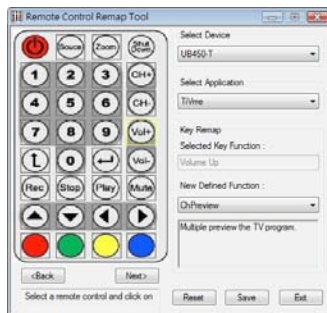 Remote Control Remap Tool
Souce Zoom Shut Down
1 2 3 CH+
4 5 6 CH-
7 8 9 Vol+
0 Vol-
Rec Stop Play Mute
<Back Next>
Select a remote control and click on
Select Device
UB450-T
Select Application
TiVme
Key Remap
Selected Key Function :
Volume Up
New Defined Function :
ChPreview
Multiple preview the TV program.
Reset Save Exit